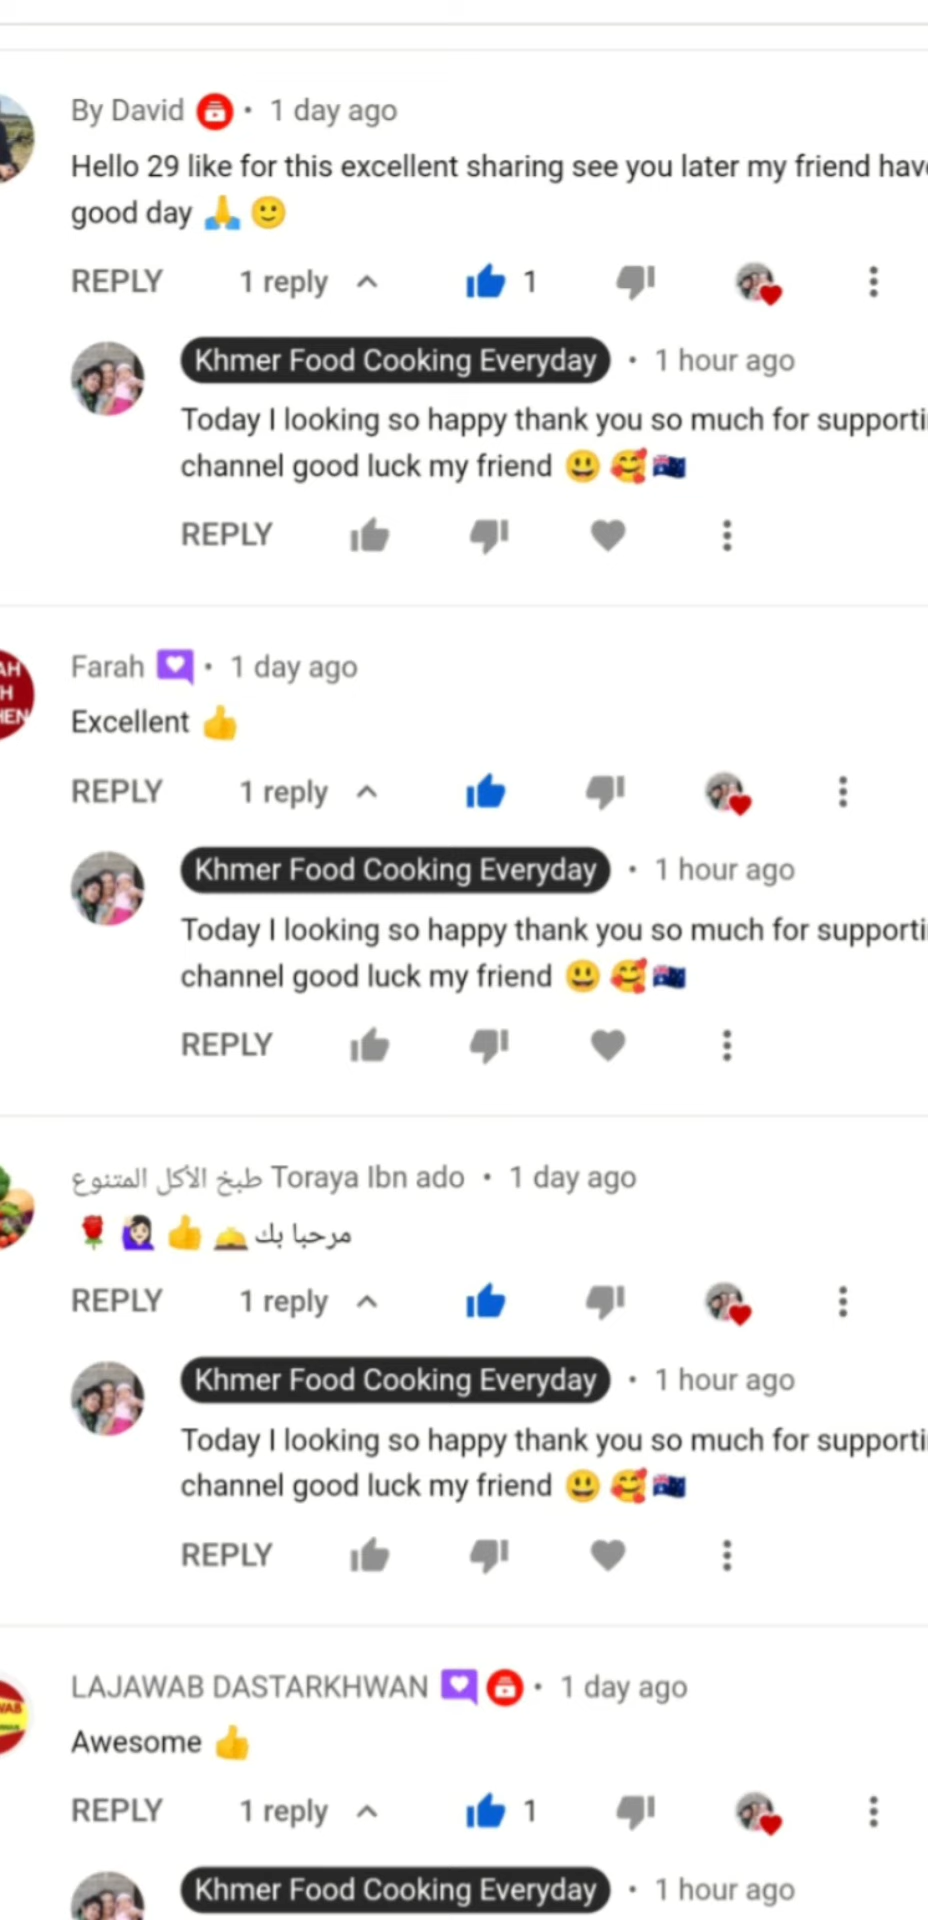 By David • 1 day ago
Hello 29 like for this excellent sharing see you later my friend
good day 🙏 🙂
REPLY 1 reply 1
Khmer Food Cooking Everyday • 1 hour ago
Today I looking so happy thank you so much for
channel good luck my friend 😃 🥰 🇦🇺
REPLY
AH
H
HEN
Farah • 1 day ago
Excellent 👍
REPLY 1 reply
Khmer Food Cooking Everyday • 1 hour ago
Today I looking so happy thank you so much for
channel good luck my friend 😃 🥰 🇦🇺
REPLY
طبخ الأكل المتنوع Toraya Ibn ado • 1 day ago
مرحبا بك 🛎️ 👍 🙋🏻‍♀️ 🌹
REPLY 1 reply
Khmer Food Cooking Everyday • 1 hour ago
Today I looking so happy thank you so much for
channel good luck my friend 😃 🥰 🇦🇺
REPLY
LAJAWAB DASTARKHWAN • 1 day ago
Awesome 👍
REPLY 1 reply 1
Khmer Food Cooking Everyday • 1 hour ago